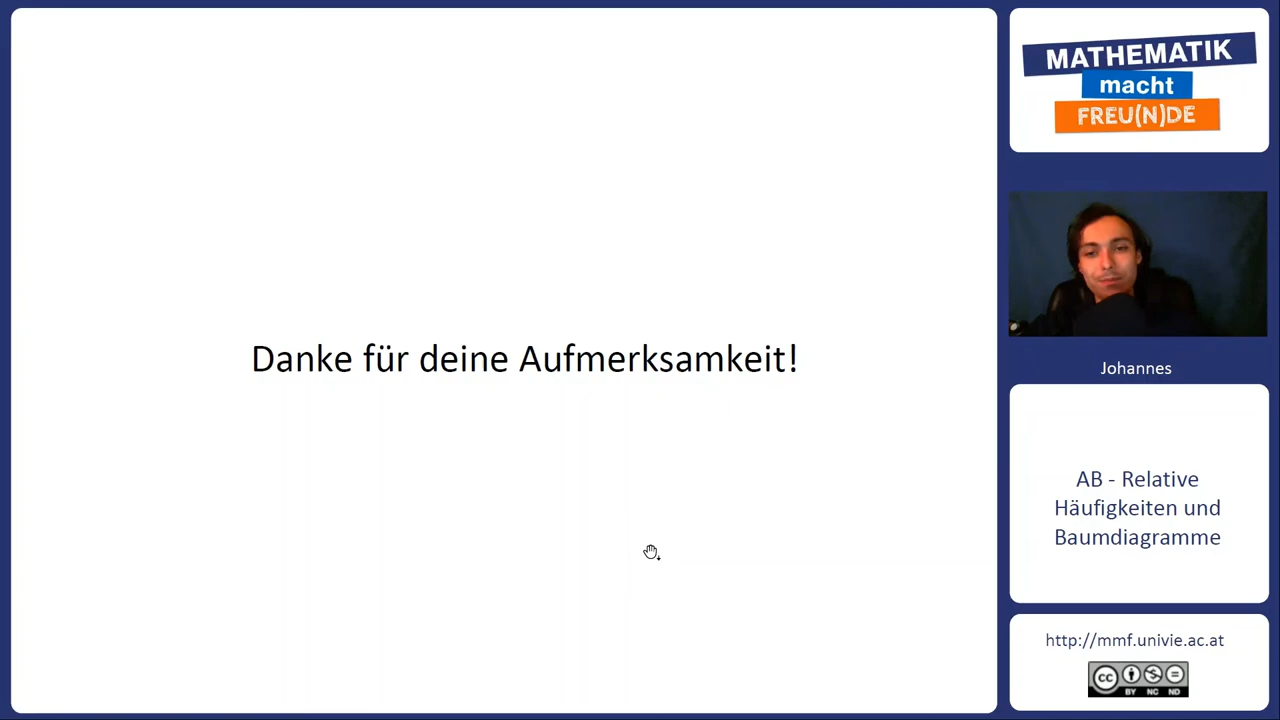 Danke für deine Aufmerksamkeit!
MATHEMATIK
macht
FREU(N)DE
Johannes
AB - Relative
Häufigkeiten und
Baumdiagramme
http://mmf.univie.ac.at
cc
BY NC ND